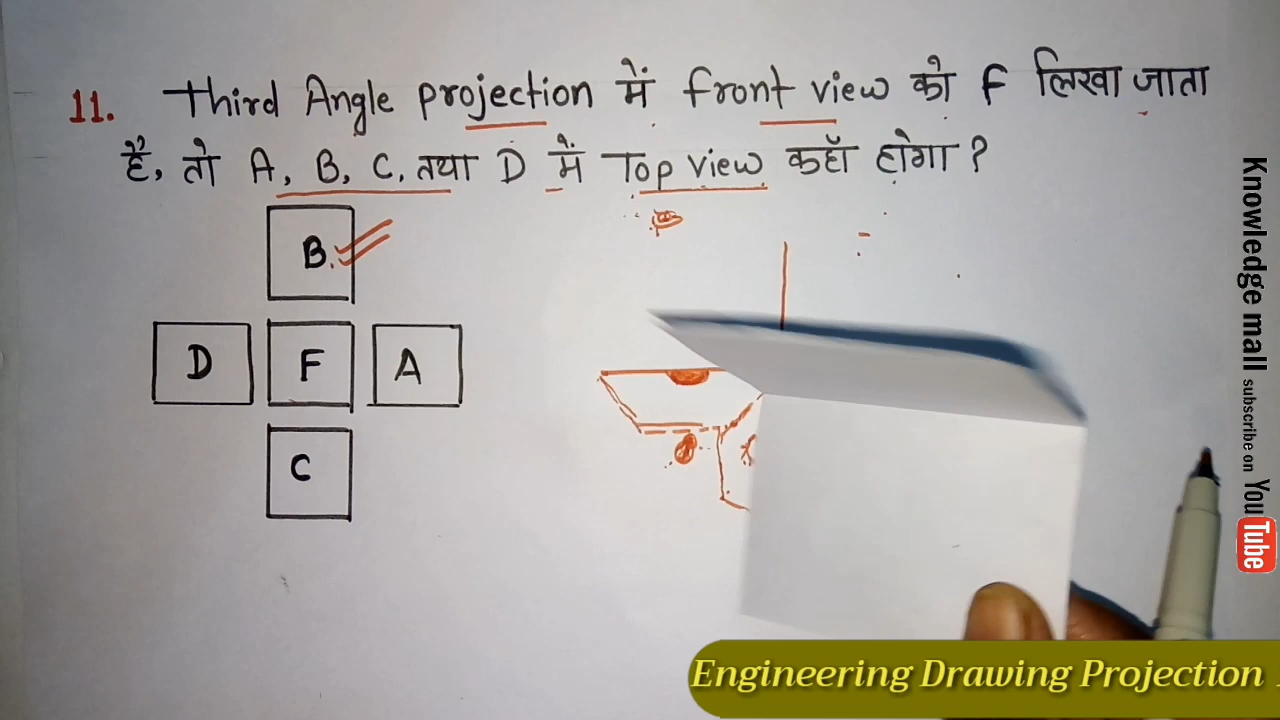 11. Third Angle projection में front view को F लिखा जाता
है, तो A, B, C, तथा D में Top view कहाँ होगा ?
B
D F A
C
Knowledge mall subscribe on YouTube
Engineering Drawing Projection